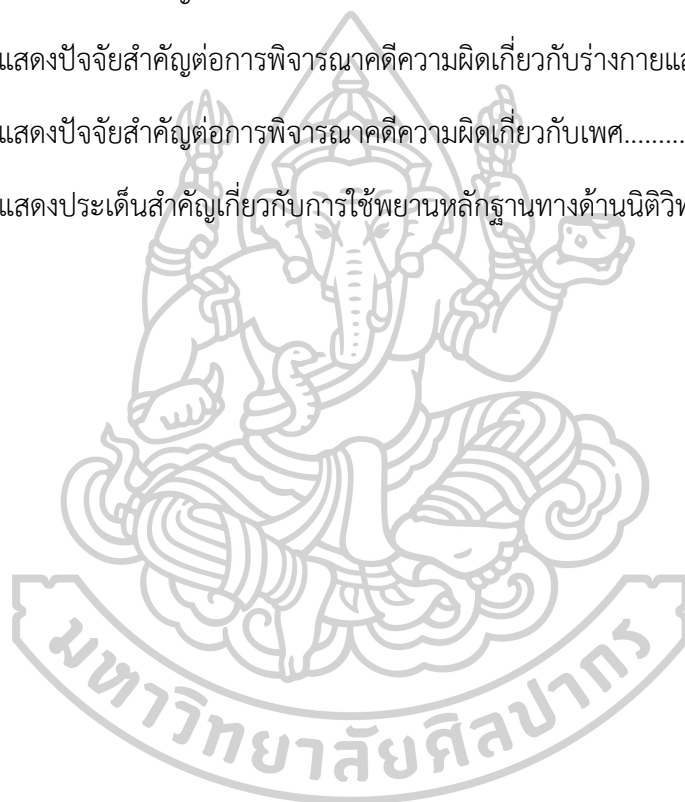 แสดงปัจจัยสำคัญต่อการพิจารณาคดีความผิดเกี่ยวกับร่างกายและ
แสดงปัจจัยสำคัญต่อการพิจารณาคดีความผิดเกี่ยวกับเพศ.........
แสดงประเด็นสำคัญเกี่ยวกับการใช้พยานหลักฐานทางด้านนิติวิท
มหาวิทยาลัยศิลปากร